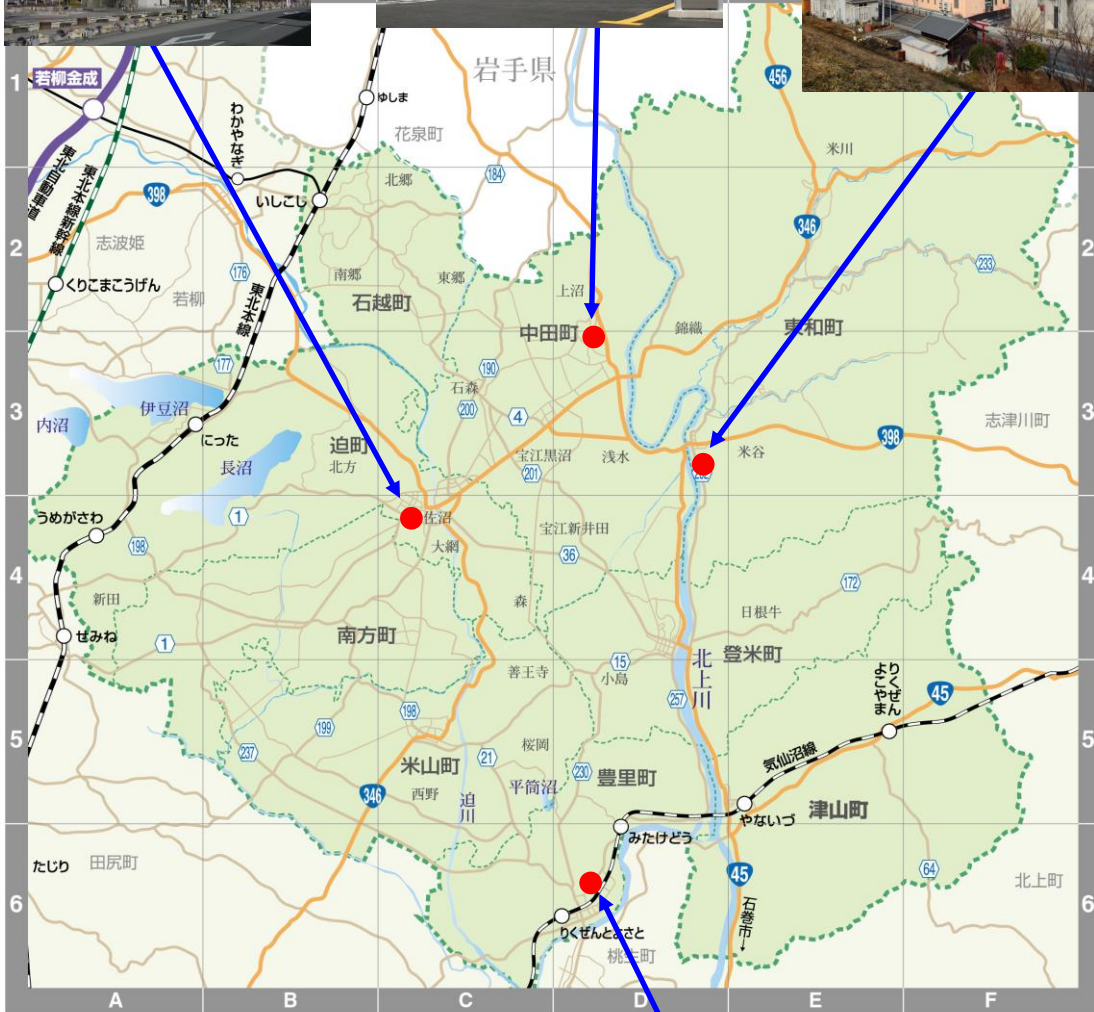 1
若柳金成
わかやなぎ
ゆしま
岩手県
花泉町
456
米川
東北自動車道
東北本線新幹線
398
いしこし
北郷
184
346
2
志波姫
176
南郷
東郷
上沼
233
2
くりこまこうげん
若柳
東北本線
石越町
中田町
錦織
東和町
177
190
石森
200
4
3
内沼
伊豆沼
にった
迫町
北方
長沼
宝江黒沼
201
浅水
米谷
398
志津川町
3
うめがさわ
1
佐沼
大網
宝江新井田
198
36
4
新田
森
172
4
日根牛
せみね
1
南方町
善王寺
15
小島
北上川
登米町
りくぜん
よこやま
45
257
198
199
237
5
桜岡
21
230
気仙沼線
5
米山町
346
西野
迫川
平筒沼
豊里町
やないづ
津山町
みたけどう
たじり
田尻町
45
64
北上町
6
石巻市→
6
りくぜんとよさと
桃生町
A
B
C
D
E
F